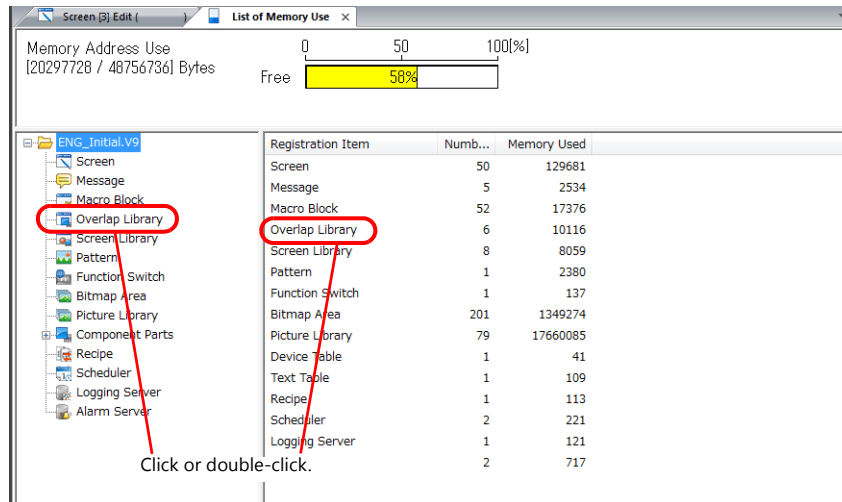 Screen [3] Edit ( )
List of Memory Use ×
Memory Address Use
[20297728 / 48756736] Bytes
0 50 100[%]
Free 58%
ENG_Initial.V9
Screen
Message
Macro Block
Overlap Library
Screen Library
Pattern
Function Switch
Bitmap Area
Picture Library
Component Parts
Recipe
Scheduler
Logging Server
Alarm Server
Registration Item Numb... Memory Used
Screen 50 129681
Message 5 2534
Macro Block 52 17376
Overlap Library 6 10116
Screen Library 8 8059
Pattern 1 2380
Function Switch 1 137
Bitmap Area 201 1349274
Picture Library 79 17660085
Device Table 1 41
Text Table 1 109
Recipe 1 113
Scheduler 2 221
Logging Server 1 121
2 717
Click or double-click.